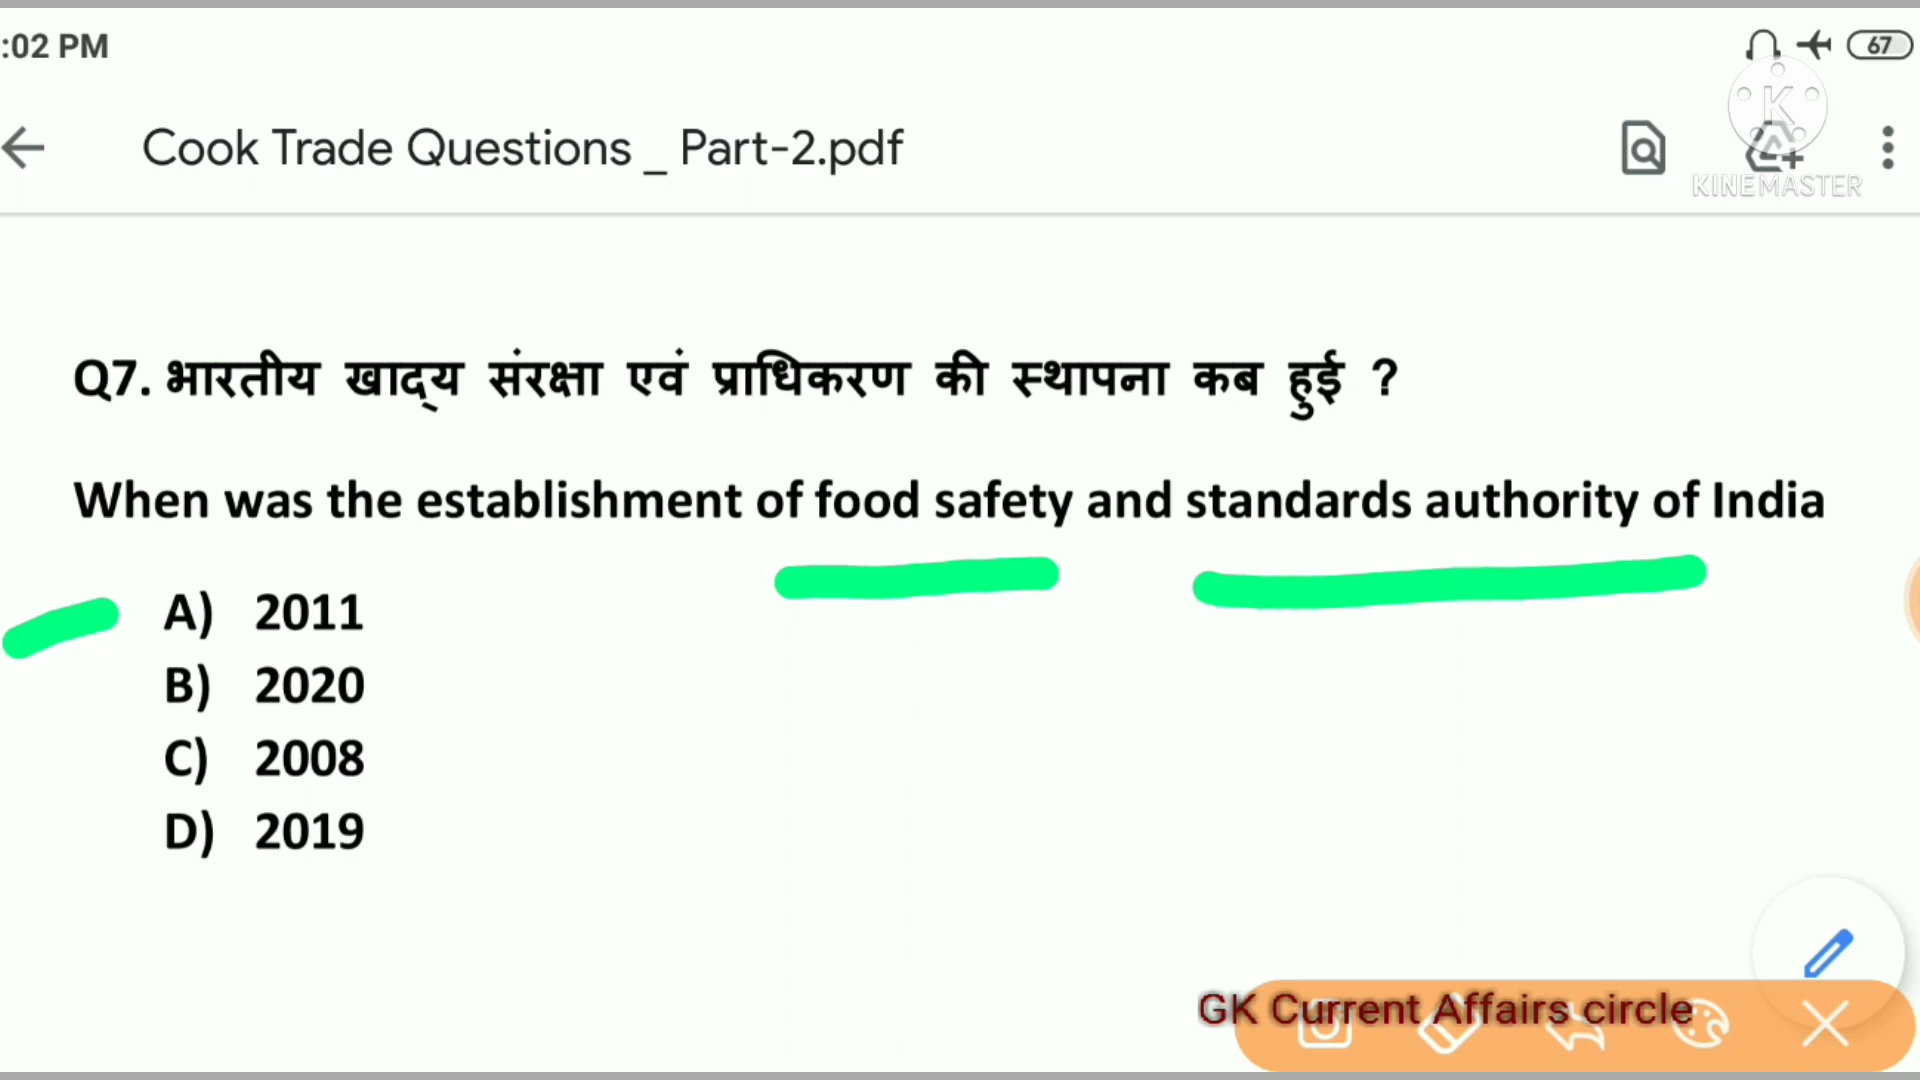 :02 PM
67
Cook Trade Questions _ Part-2.pdf
K
KINEMASTER
Q7. भारतीय खाद्य संरक्षा एवं प्राधिकरण की स्थापना कब हुई ?
When was the establishment of food safety and standards authority of India
A) 2011
B) 2020
C) 2008
D) 2019
GK Current Affairs circle